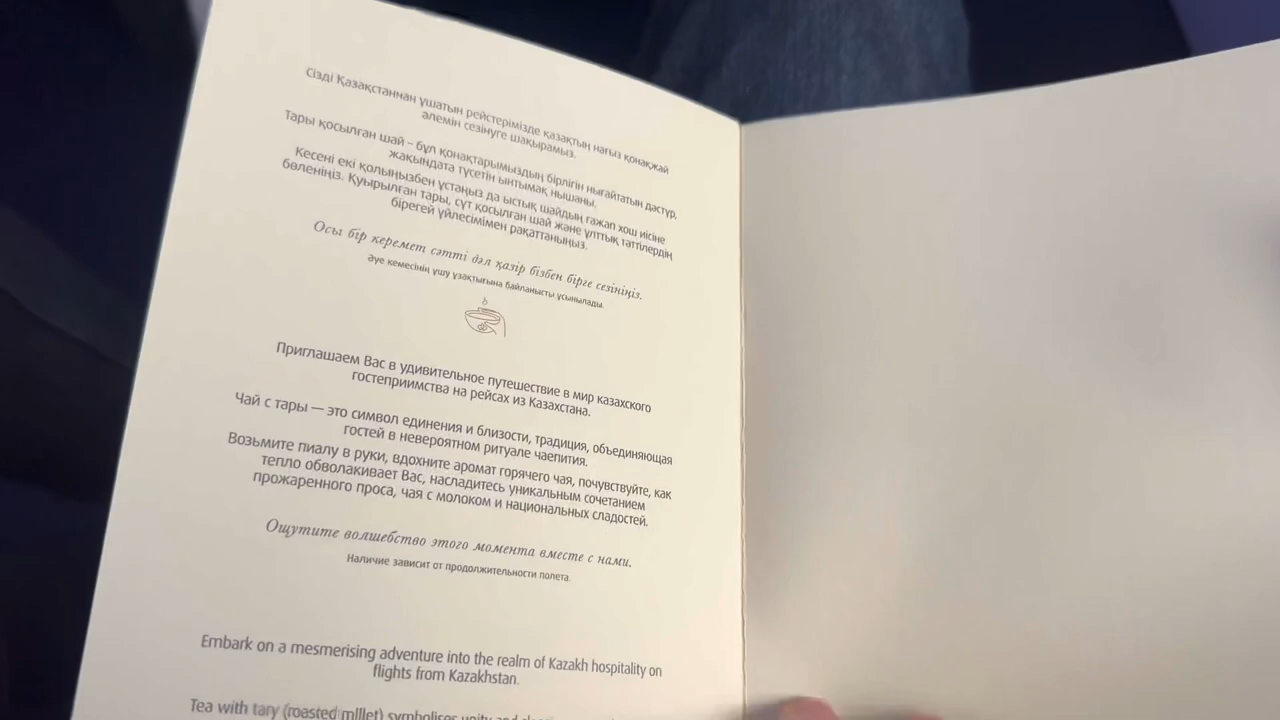 Сізді Қазақстаннан ұшатын рейстерімізде қазақтың нағыз қонақжай
әлемін сезінуге шақырамыз.
Тары қосылған шай – бұл қонақтарымыздың бірлігін нығайтатын дәстүр,
жақындата түсетін ынтымақ нышаны.
Кесені екі қолыңызбен ұстаңыз да ыстық шайдың ғажап хош иісіне
бөленіңіз. Қуырылған тары, сүт қосылған шай және ұлттық тәттілердің
бірегей үйлесімімен рақаттаныңыз.
Осы бір керемет сәтті дәл қазір бізбен бірге сезініңіз.
Әуе кемесінің ұшу ұзақтығына байланысты ұсынылады.
Приглашаем Вас в удивительное путешествие в мир казахского
гостеприимства на рейсах из Казахстана.
Чай с тары — это символ единения и близости, традиция, объединяющая
гостей в невероятном ритуале чаепития.
Возьмите пиалу в руки, вдохните аромат горячего чая, почувствуйте, как
тепло обволакивает Вас, насладитесь уникальным сочетанием
прожаренного проса, чая с молоком и национальных сладостей.
Ощутите волшебство этого момента вместе с нами.
Наличие зависит от продолжительности полета.
Embark on a mesmerising adventure into the realm of Kazakh hospitality on
flights from Kazakhstan.
Tea with tary (roasted millet) symbolises unity and